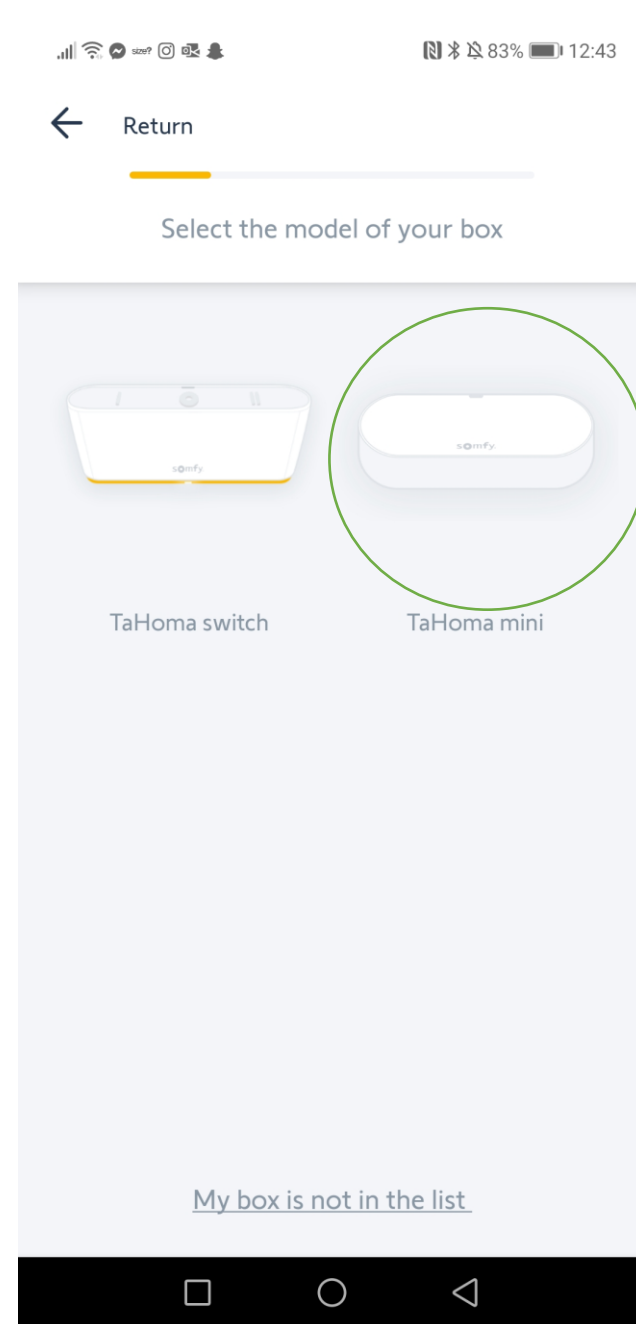 size? 83% 12:43
Return
Select the model of your box
somfy
somfy
TaHoma switch
TaHoma mini
My box is not in the list